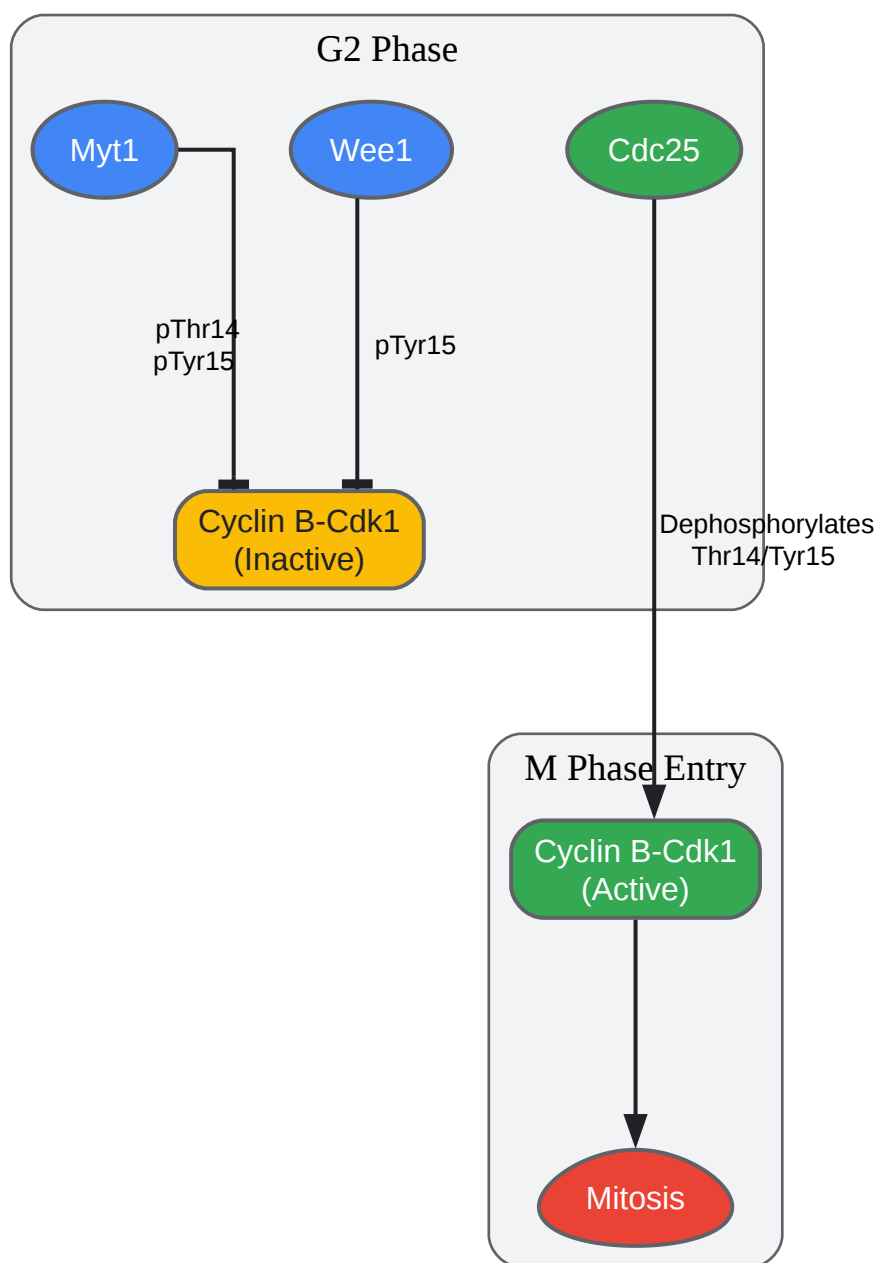 G2 Phase
Myt1
Wee1
Cdc25
pThr14
pTyr15
pTyr15
Cyclin B-Cdk1
(Inactive)
Dephosphorylates
Thr14/Tyr15
M Phase Entry
Cyclin B-Cdk1
(Active)
Mitosis